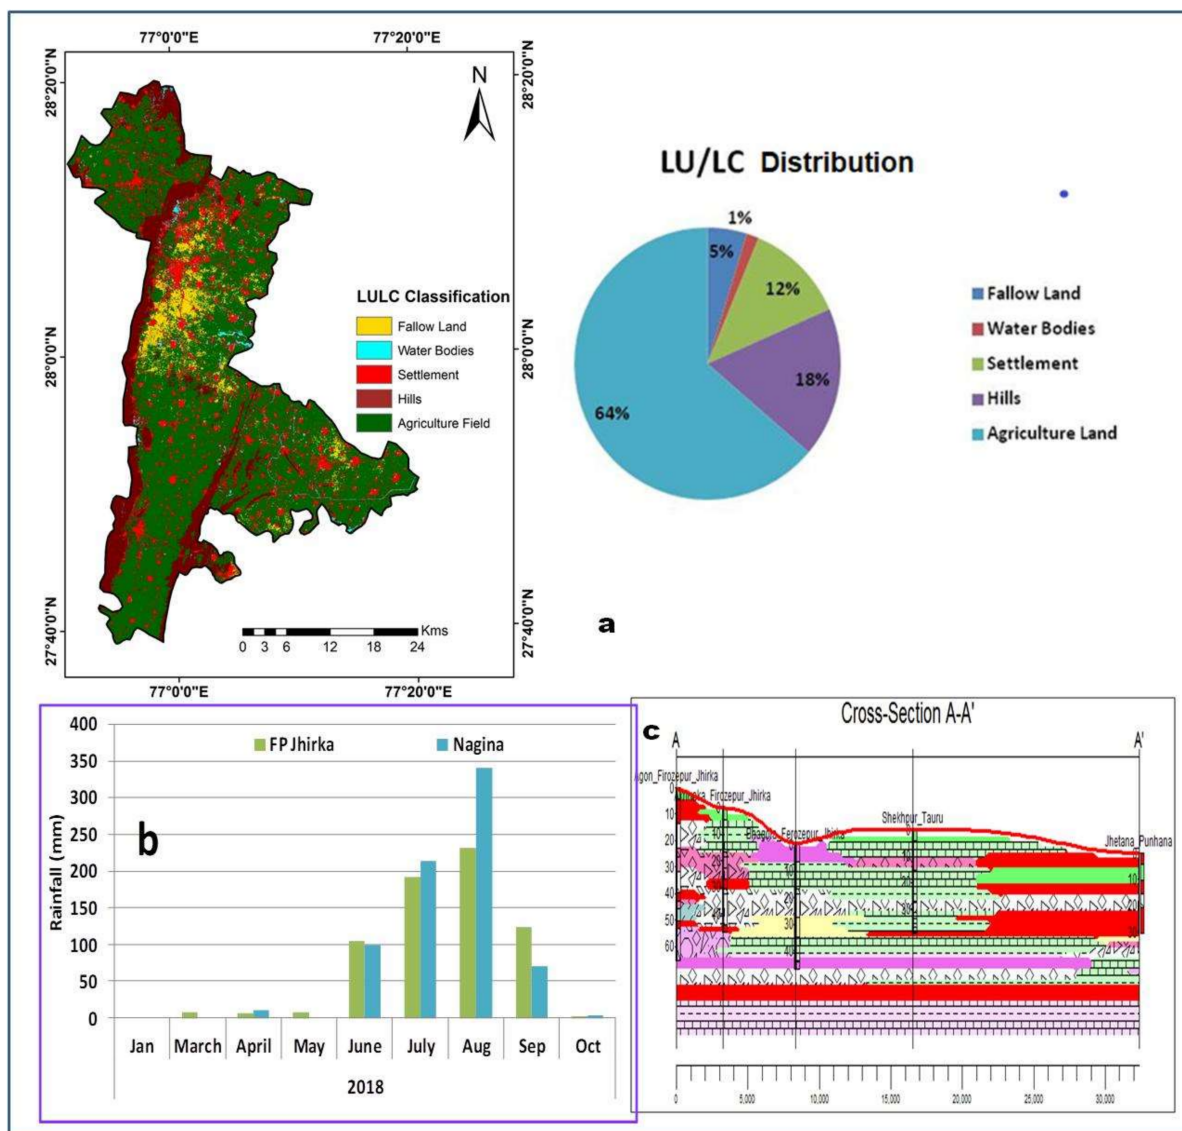 77°0'0"E
77°20'0"E
28°20'0"N
28°20'0"N
N
LULC Classification
Fallow Land
Water Bodies
Settlement
Hills
Agriculture Field
28°0'0"N
28°0'0"N
27°40'0"N
27°40'0"N
Kms
0 3 6 12 18 24
77°0'0"E
77°20'0"E
LU/LC Distribution
1%
5%
12%
18%
64%
Fallow Land
Water Bodies
Settlement
Hills
Agriculture Land
a
400
350
300
250
200
150
100
50
0
Rainfall (mm)
FP Jhirka
Nagina
b
Jan March April May June July Aug Sep Oct
2018
c
Cross-Section A-A'
A
A'
Agon_Firozepur_Jhirka
Firozepur_Jhirka
Ferozepur_Jhirka
Shekhpur_Tauru
Jhetana_Punhana
0
10
20
30
40
50
60
0 5,000 10,000 15,000 20,000 25,000 30,000